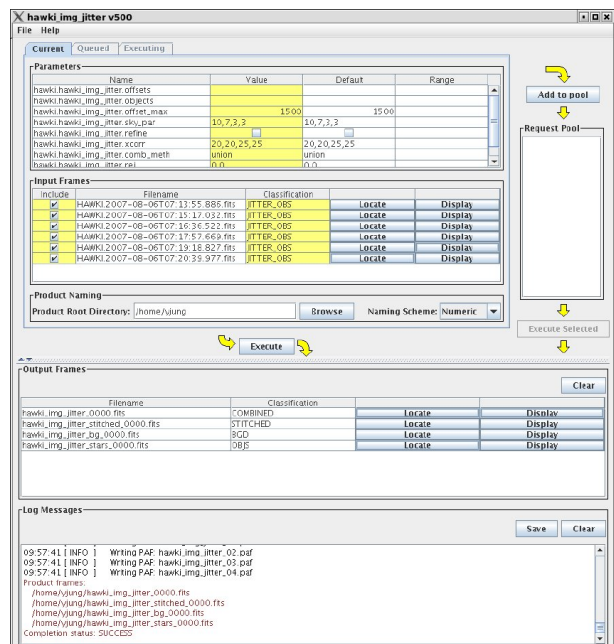 hawki_img_jitter v500
File Help
Current Queued Executing
Parameters
Name Value Default Range
hawki.hawki_img_jitter.offsets
hawki.hawki_img_jitter.objects
hawki.hawki_img_jitter.offset_max 1500 1500
hawki.hawki_img_jitter.sky_par 10,7,3,3 10,7,3,3
hawki.hawki_img_jitter.refine
hawki.hawki_img_jitter.xcorr 20,20,25,25 20,20,25,25
hawki.hawki_img_jitter.comb_meth union union
hawki.hawki_img_jitter.rej 0,0 0,0
Add to pool
Request Pool
Input Frames
Include Filename Classification
HAWKI.2007-08-06T07:13:55.886.fits JITTER_OBS Locate Display
HAWKI.2007-08-06T07:15:17.032.fits JITTER_OBS Locate Display
HAWKI.2007-08-06T07:16:36.522.fits JITTER_OBS Locate Display
HAWKI.2007-08-06T07:17:57.669.fits JITTER_OBS Locate Display
HAWKI.2007-08-06T07:19:18.827.fits JITTER_OBS Locate Display
HAWKI.2007-08-06T07:20:39.977.fits JITTER_OBS Locate Display
Product Naming
Product Root Directory: /home/yjung Browse Naming Scheme: Numeric
Execute Selected
Execute
Output Frames
Clear
Filename Classification
hawki_img_jitter_0000.fits COMBINED Locate Display
hawki_img_jitter_stitched_0000.fits STITCHED Locate Display
hawki_img_jitter_bg_0000.fits BGD Locate Display
hawki_img_jitter_stars_0000.fits OBJS Locate Display
Log Messages
Save Clear
09:57:41 [ INFO ] Writing PAF: hawki_img_jitter_02.paf
09:57:41 [ INFO ] Writing PAF: hawki_img_jitter_03.paf
09:57:41 [ INFO ] Writing PAF: hawki_img_jitter_04.paf
Product frames:
/home/yjung/hawki_img_jitter_0000.fits
/home/yjung/hawki_img_jitter_stitched_0000.fits
/home/yjung/hawki_img_jitter_bg_0000.fits
/home/yjung/hawki_img_jitter_stars_0000.fits
Completion status: SUCCESS